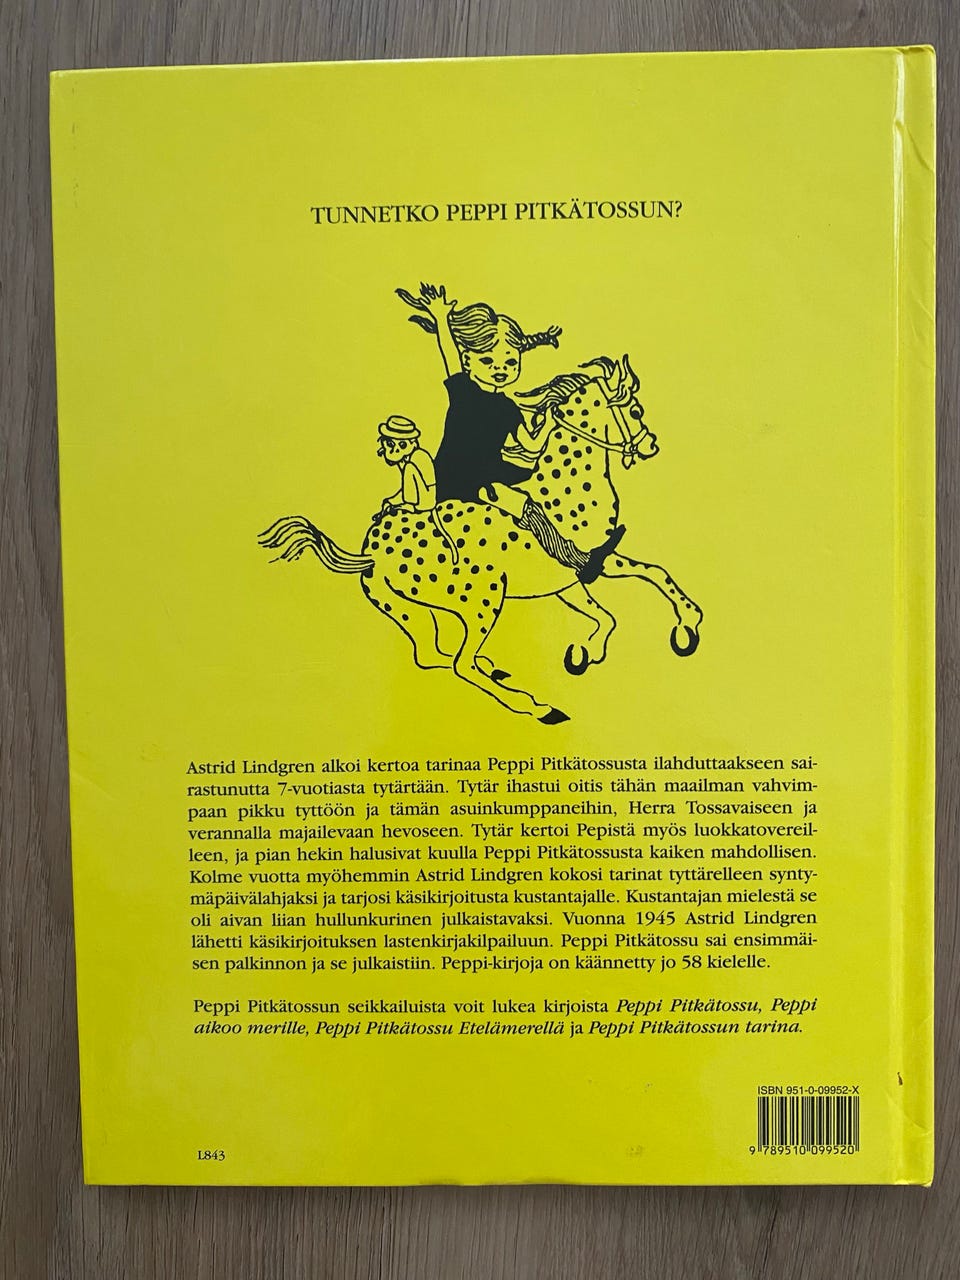 TUNNETKO PEPPI PITKÄTOSSUN?
Astrid Lindgren alkoi kertoa tarinaa Peppi Pitkätossusta ilahduttaakseen sai-
rastunutta 7-vuotiasta tytärtään. Tytär ihastui oitis tähän maailman vahvim-
paan pikku tyttöön ja tämän asuinkumppaneihin, Herra Tossavaiseen ja
verannalla majailevaan hevoseen. Tytär kertoi Pepistä myös luokkatovereil-
leen, ja pian hekin halusivat kuulla Peppi Pitkätossusta kaiken mahdollisen.
Kolme vuotta myöhemmin Astrid Lindgren kokosi tarinat tyttärelleen synty-
mäpäivälahjaksi ja tarjosi käsikirjoitusta kustantajalle. Kustantajan mielestä se
oli aivan liian hullunkurinen julkaistavaksi. Vuonna 1945 Astrid Lindgren
lähetti käsikirjoituksen lastenkirjakilpailuun. Peppi Pitkätossu sai ensimmäi-
sen palkinnon ja se julkaistiin. Peppi-kirjoja on käännetty jo 58 kielelle.
Peppi Pitkätossun seikkailuista voit lukea kirjoista Peppi Pitkätossu, Peppi
aikoo merille, Peppi Pitkätossu Etelämerellä ja Peppi Pitkätossun tarina.
ISBN 951-0-09952-X
9 789510 099520
L843